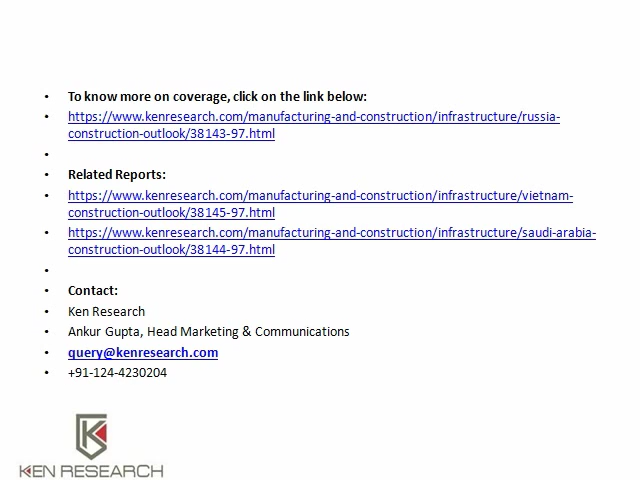 • To know more on coverage, click on the link below:
• https://www.kenresearch.com/manufacturing-and-construction/infrastructure/russia-
construction-outlook/38143-97.html
•
• Related Reports:
• https://www.kenresearch.com/manufacturing-and-construction/infrastructure/vietnam-
construction-outlook/38145-97.html
• https://www.kenresearch.com/manufacturing-and-construction/infrastructure/saudi-arabia-
construction-outlook/38144-97.html
•
• Contact:
• Ken Research
• Ankur Gupta, Head Marketing & Communications
• query@kenresearch.com
• +91-124-4230204
KEN RESEARCH